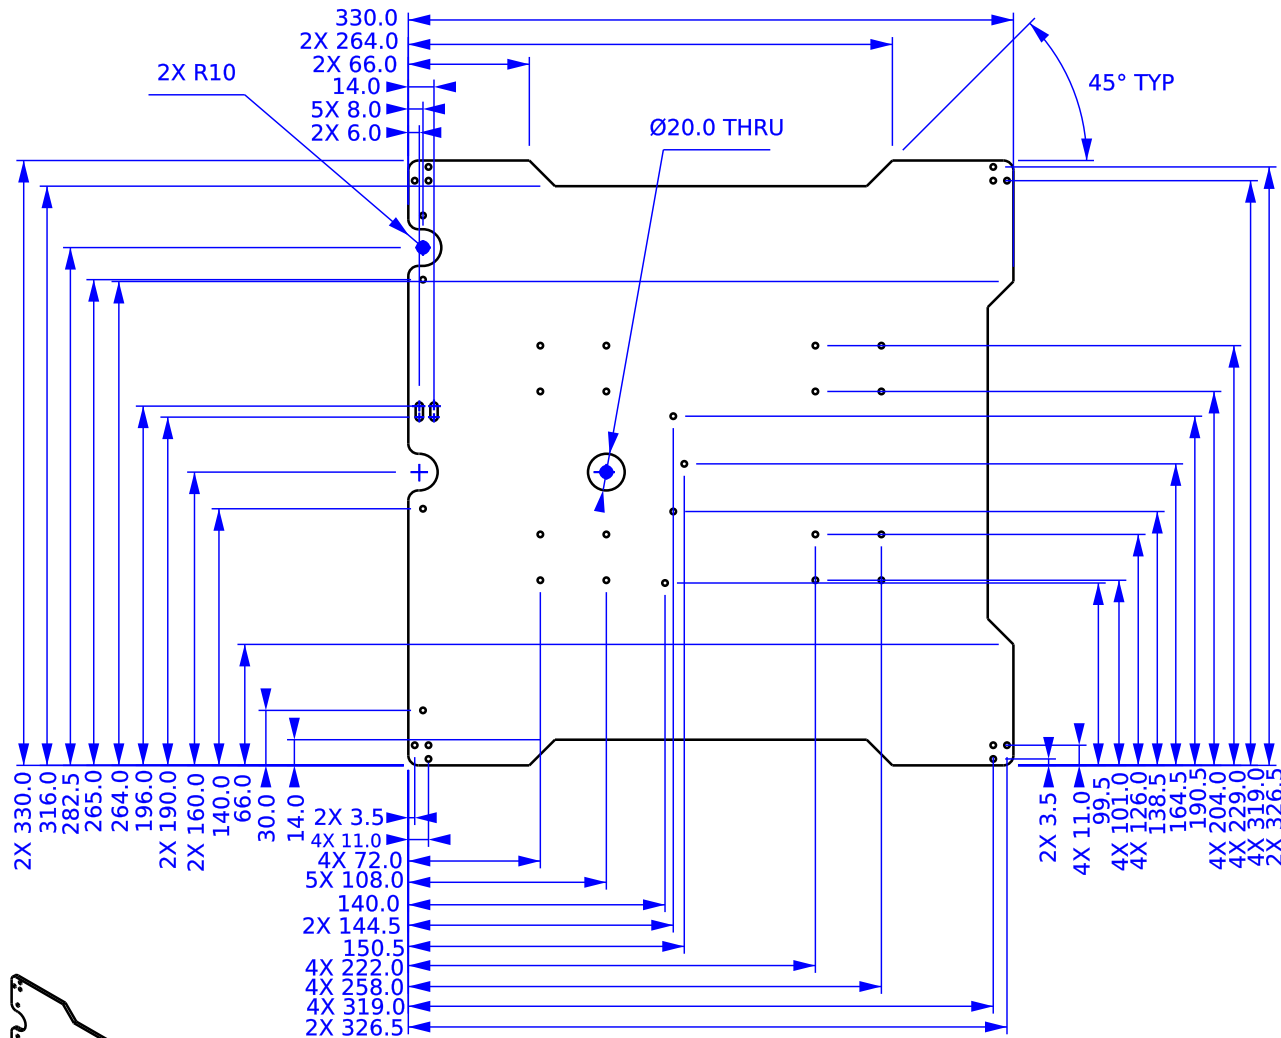 330.0
2X 264.0
2X 66.0
14.0
5X 8.0
2X 6.0
2X R10
Ø20.0 THRU
45° TYP
2X 330.0
316.0
282.5
265.0
264.0
196.0
2X 190.0
2X 160.0
140.0
66.0
30.0
14.0
2X 3.5
4X 11.0
4X 72.0
5X 108.0
140.0
2X 144.5
150.5
4X 222.0
4X 258.0
4X 319.0
2X 326.5
2X 3.5
4X 11.0
99.5
4X 101.0
4X 126.0
138.5
164.5
190.5
4X 204.0
4X 229.0
4X 319.0
2X 326.5